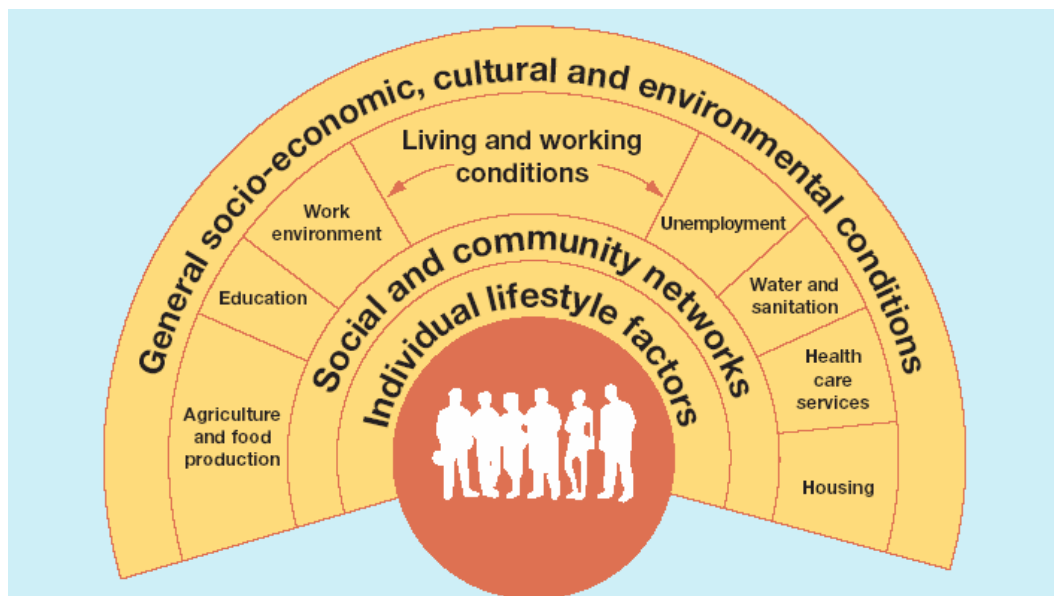 General socio-economic, cultural and environmental conditions
Living and working
conditions
Work
environment
Unemployment
Education
Water and
sanitation
Agriculture
and food
production
Health
care
services
Housing
Social and community networks
Individual lifestyle factors